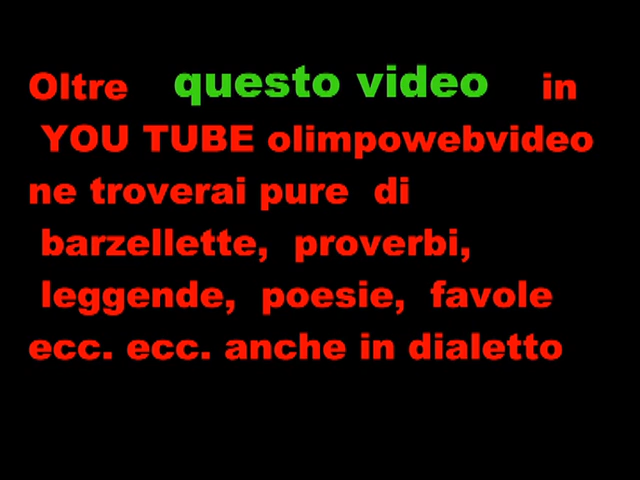 Oltre questo video in
YOU TUBE olimpowebvideo
ne troverai pure di
barzellette, proverbi,
leggende, poesie, favole
ecc. ecc. anche in dialetto